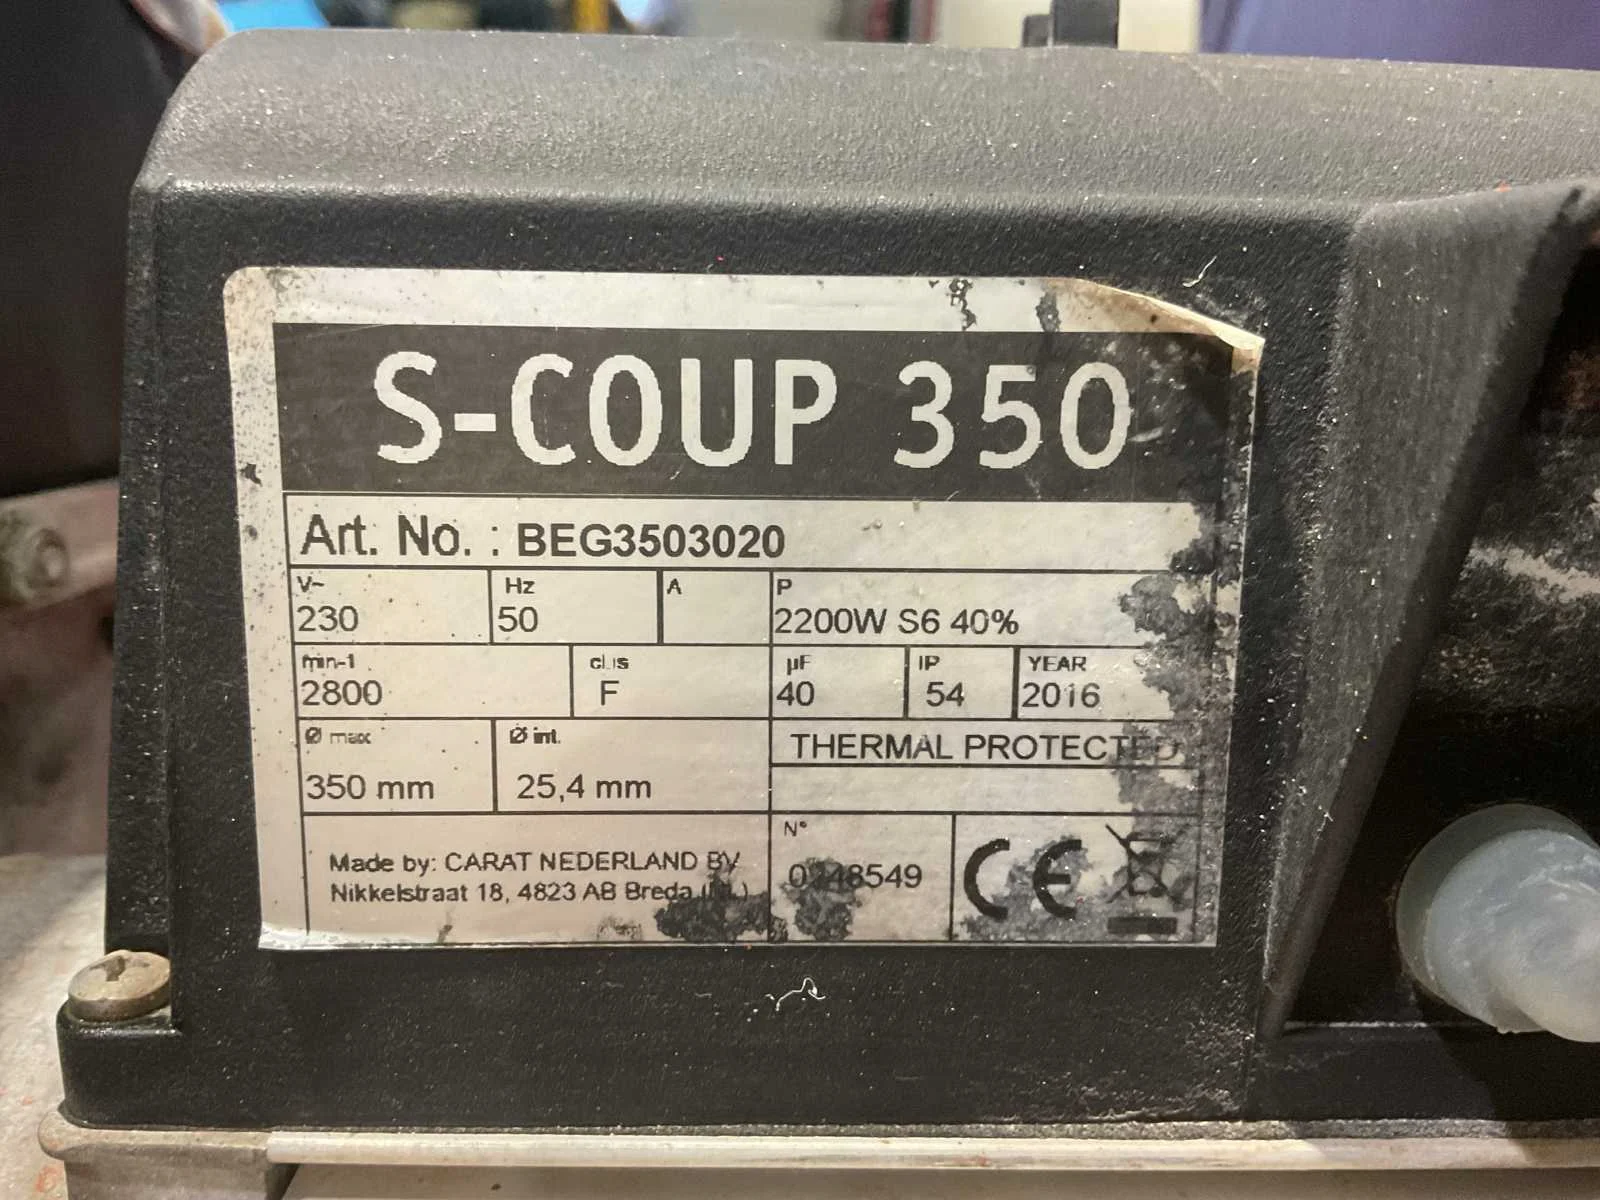 S-COUP 350
Art. No. : BEG3503020
V~ Hz A P
230 50 2200W S6 40%
min-1 µF IP YEAR
2800 F 40 54 2016
Ø max Ø int. THERMAL PROTECTED
350 mm 25,4 mm
N°
Made by: CARAT NEDERLAND BV
Nikkelstraat 18, 4823 AB Breda (NL)
CE